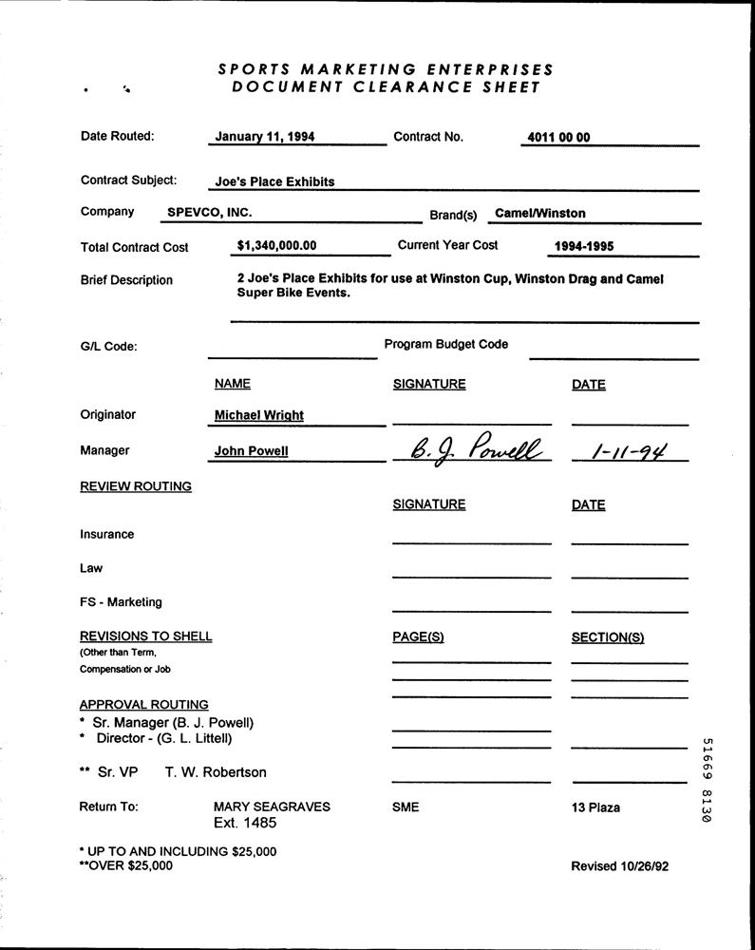 SPORTS MARKETING ENTERPRISES
DOCUMENT CLEARANCE SHEET
Date Routed: January 11, 1994 Contract No. 4011 00 00
Contract Subject: Joe's Place Exhibits
Company SPEVCO, INC. Brand(s) Camel/Winston
Total Contract Cost $1,340,000.00 Current Year Cost 1994-1995
Brief Description 2 Joe's Place Exhibits for use at Winston Cup, Winston Drag and Camel
Super Bike Events.
G/L Code: Program Budget Code
NAME SIGNATURE DATE
Originator Michael Wright
Manager John Powell B. J. Powell 1-11-94
REVIEW ROUTING
SIGNATURE DATE
Insurance
Law
FS - Marketing
REVISIONS TO SHELL PAGE(S) SECTION(S)
(Other than Term,
Compensation or Job
APPROVAL ROUTING
* Sr. Manager (B. J. Powell)
* Director - (G. L. Littell)
** Sr. VP T. W. Robertson
Return To: MARY SEAGRAVES SME 13 Plaza
Ext. 1485
* UP TO AND INCLUDING $25,000
**OVER $25,000 Revised 10/26/92
51669 8130